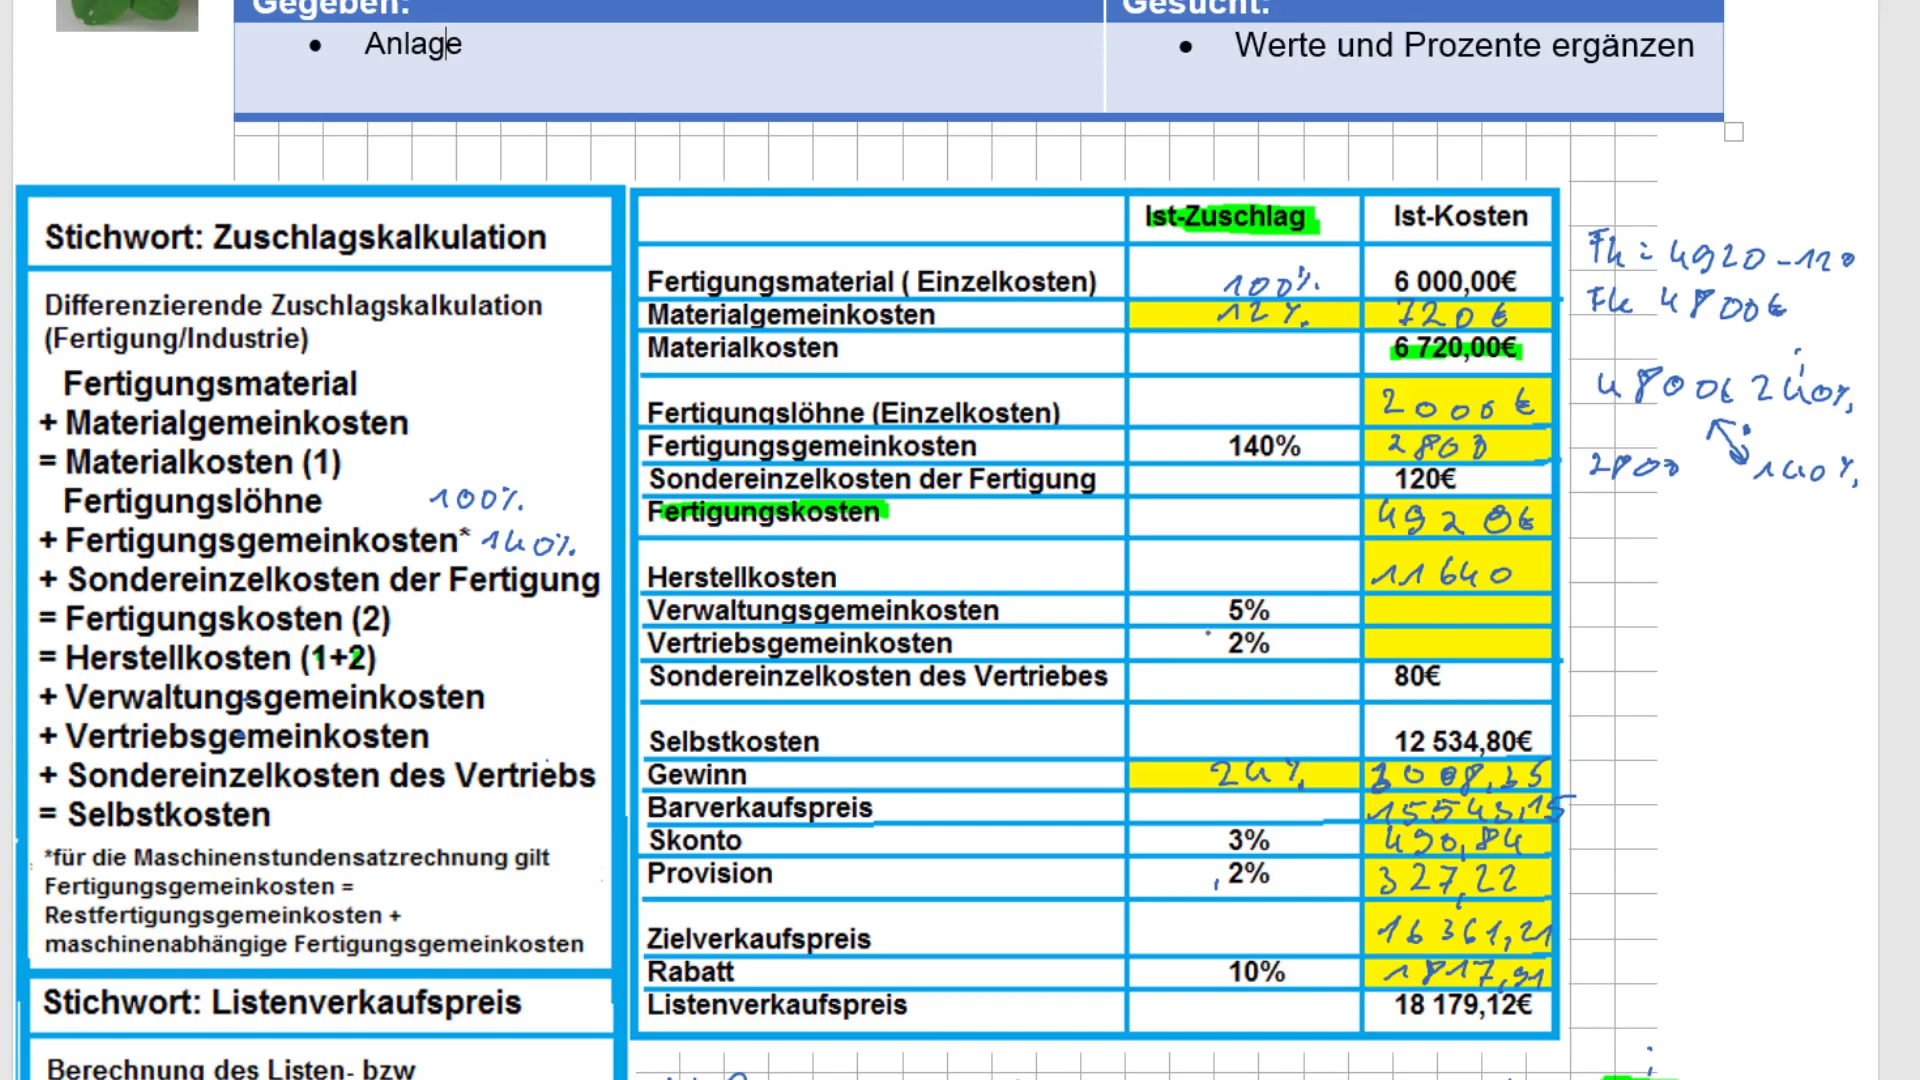 Gegeben:
Gesucht:
• Anlage
• Werte und Prozente ergänzen
Stichwort: Zuschlagskalkulation
Differenzierende Zuschlagskalkulation
(Fertigung/Industrie)
Fertigungsmaterial
+ Materialgemeinkosten
= Materialkosten (1)
Fertigungslöhne 100%
+ Fertigungsgemeinkosten* 140%
+ Sondereinzelkosten der Fertigung
= Fertigungskosten (2)
= Herstellkosten (1+2)
+ Verwaltungsgemeinkosten
+ Vertriebsgemeinkosten
+ Sondereinzelkosten des Vertriebs
= Selbstkosten
*für die Maschinenstundensatzrechnung gilt
Fertigungsgemeinkosten =
Restfertigungsgemeinkosten +
maschinenabhängige Fertigungsgemeinkosten
Stichwort: Listenverkaufspreis
Berechnung des Listen- bzw
Ist-Zuschlag Ist-Kosten
Fertigungsmaterial ( Einzelkosten) 100% 6 000,00€
Materialgemeinkosten 12% 720€
Materialkosten 6 720,00€
Fertigungslöhne (Einzelkosten) 2000€
Fertigungsgemeinkosten 140% 2800
Sondereinzelkosten der Fertigung 120€
Fertigungskosten 4920€
Herstellkosten 11640
Verwaltungsgemeinkosten 5%
Vertriebsgemeinkosten 2%
Sondereinzelkosten des Vertriebes 80€
Selbstkosten 12 534,80€
Gewinn 24% 3008,35
Barverkaufspreis 15543,15
Skonto 3% 490,84
Provision 2% 327,22
Zielverkaufspreis 16361,21
Rabatt 10% 1817,91
Listenverkaufspreis 18 179,12€
Fk = 4920-120
Fk 4800€
4800€ 240%
2800 140%